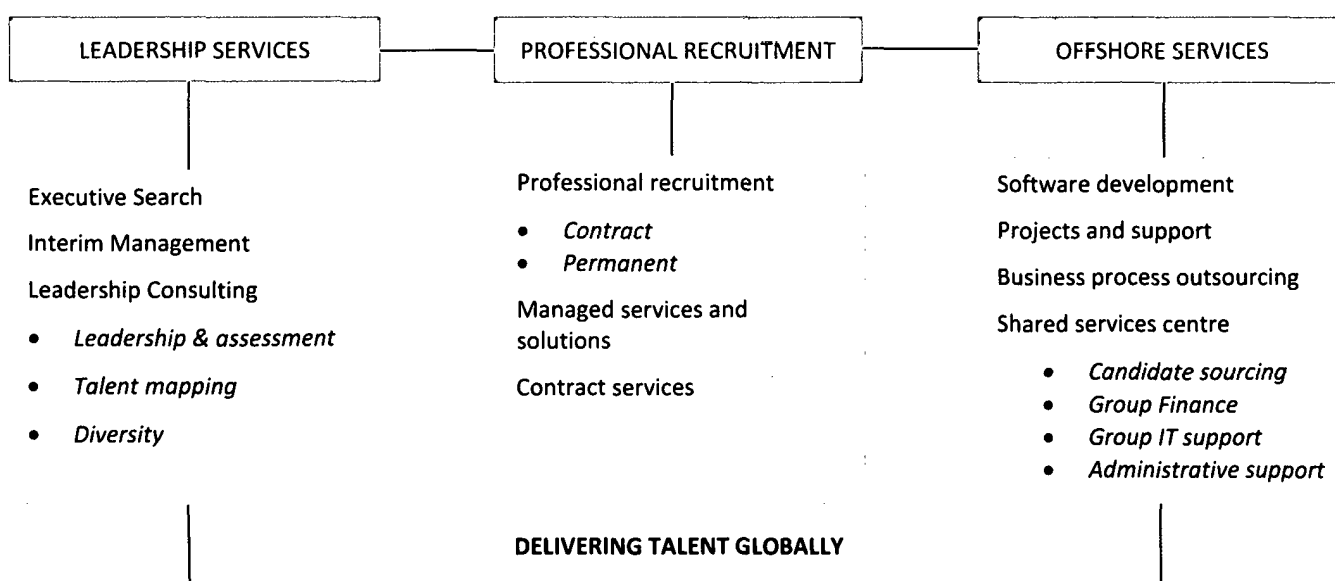 LEADERSHIP SERVICES
PROFESSIONAL RECRUITMENT
OFFSHORE SERVICES
Executive Search
Interim Management
Leadership Consulting
• Leadership & assessment
• Talent mapping
• Diversity
Professional recruitment
• Contract
• Permanent
Managed services and
solutions
Contract services
Software development
Projects and support
Business process outsourcing
Shared services centre
• Candidate sourcing
• Group Finance
• Group IT support
• Administrative support
DELIVERING TALENT GLOBALLY